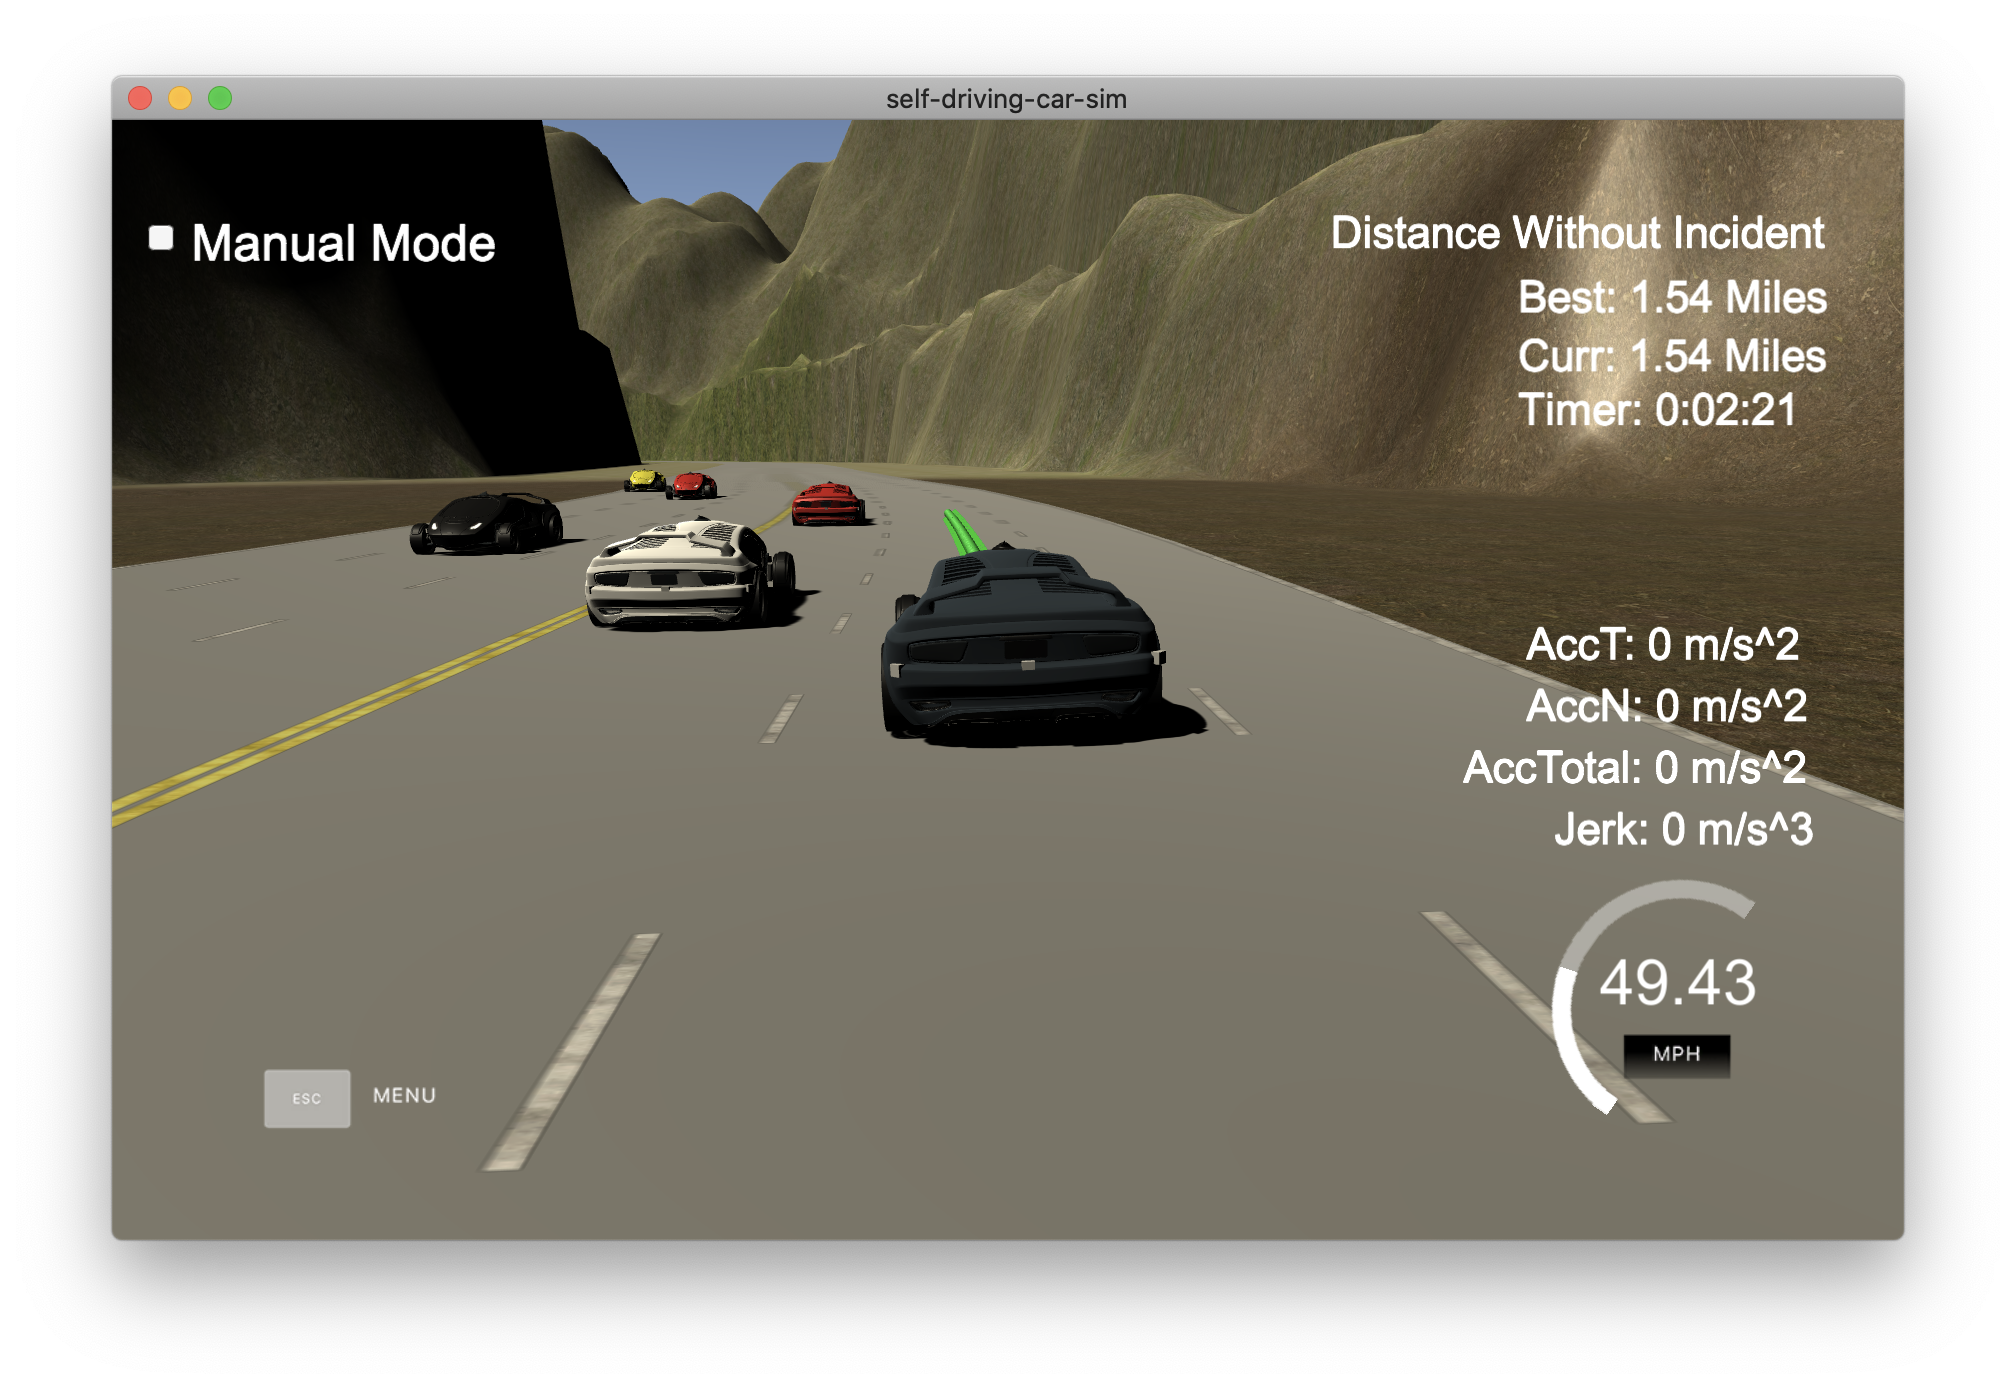 self-driving-car-sim
Manual Mode
Distance Without Incident
Best: 1.54 Miles
Curr: 1.54 Miles
Timer: 0:02:21
AccT: 0 m/s^2
AccN: 0 m/s^2
AccTotal: 0 m/s^2
Jerk: 0 m/s^3
49.43
MPH
ESC MENU